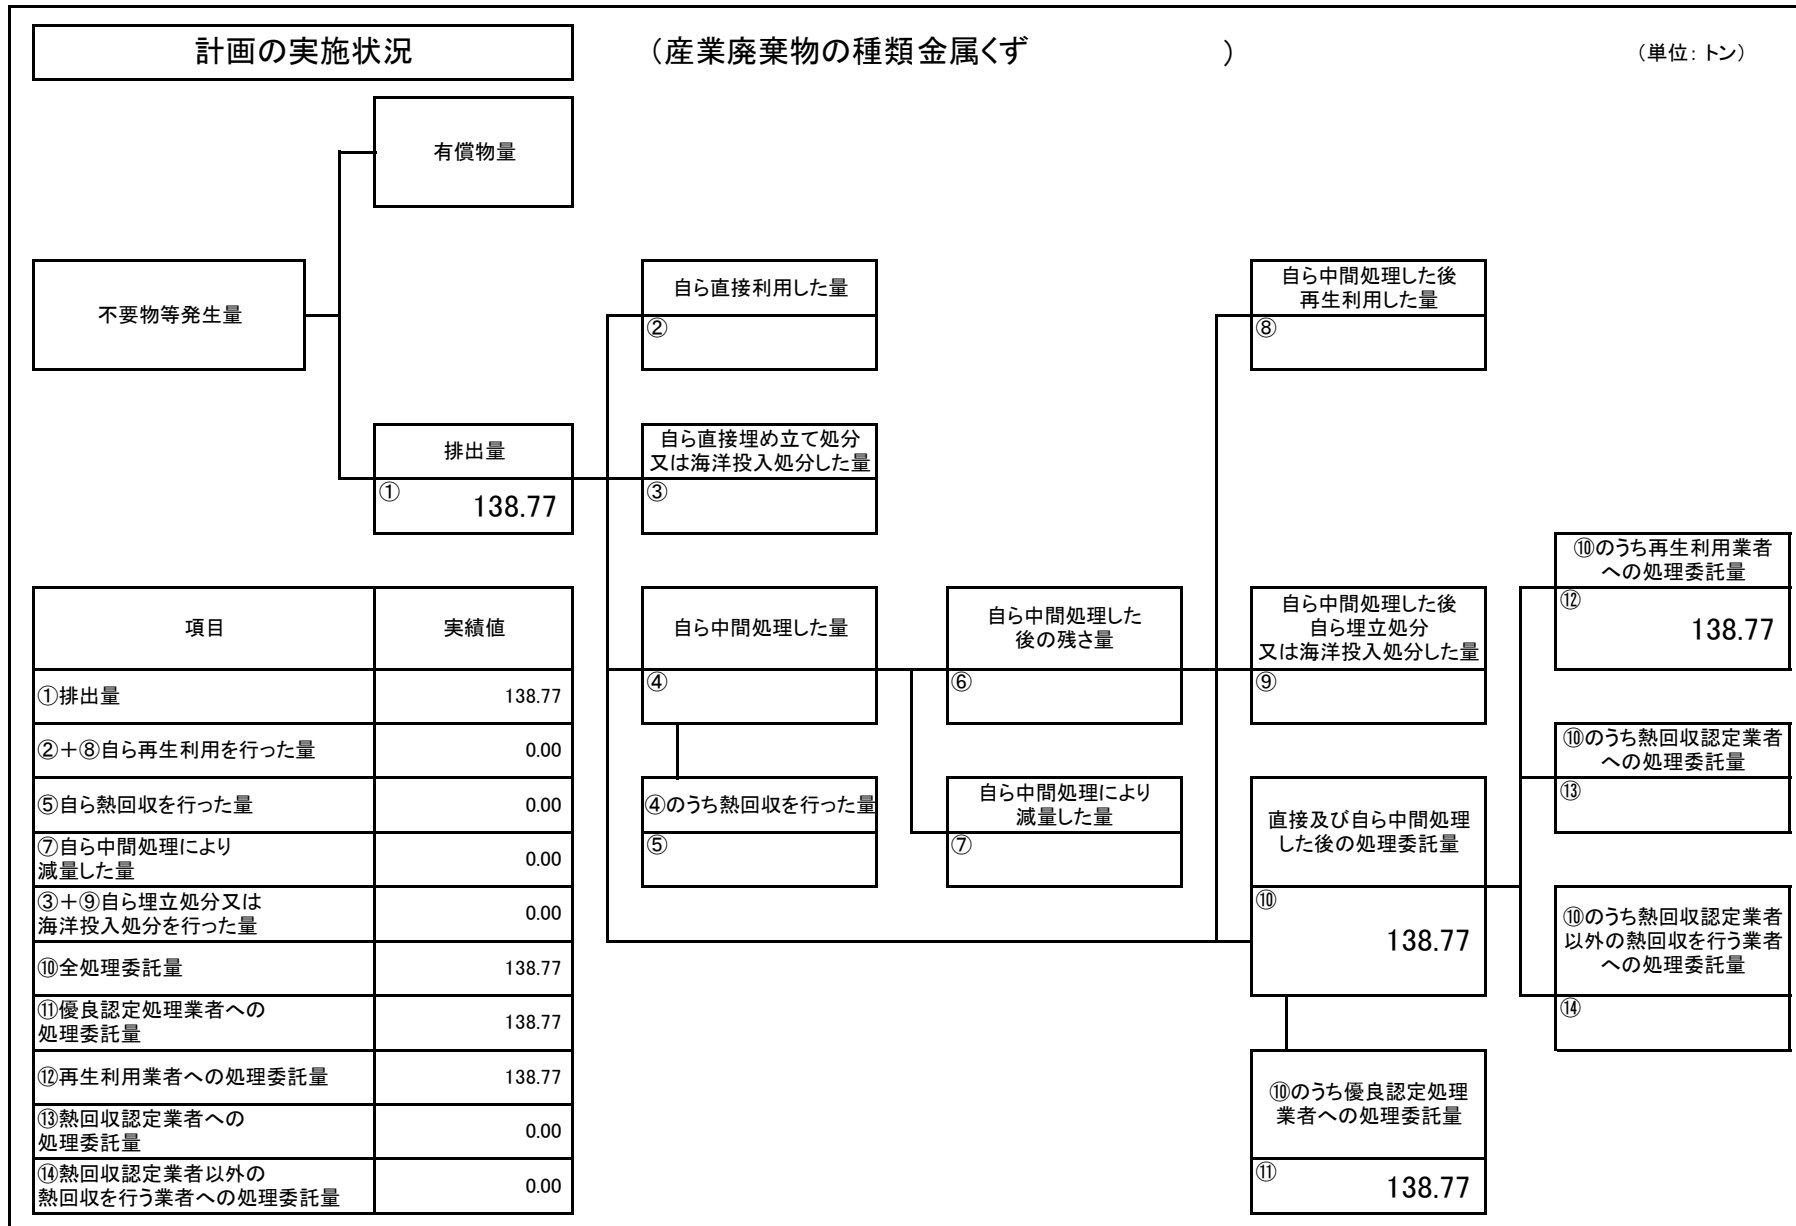 計画の実施状況
（産業廃棄物の種類金属くず　　　　　　　）
（単位：トン）
有償物量
不要物等発生量
自ら直接利用した量
②
自ら中間処理した後
再生利用した量
⑧
排出量
① 138.77
自ら直接埋め立て処分
又は海洋投入処分した量
③
⑩のうち再生利用業者
への処理委託量
⑫
138.77
自ら中間処理した量
④
自ら中間処理した
後の残さ量
⑥
自ら中間処理した後
自ら埋立処分
又は海洋投入処分した量
⑨
⑩のうち熱回収認定業者
への処理委託量
⑬
④のうち熱回収を行った量
⑤
自ら中間処理により
減量した量
⑦
直接及び自ら中間処理
した後の処理委託量
⑩
138.77
⑩のうち熱回収認定業者
以外の熱回収を行う業者
への処理委託量
⑭
⑩のうち優良認定処理
業者への処理委託量
⑪
138.77
項目 実績値
①排出量 138.77
②＋⑧自ら再生利用を行った量 0.00
⑤自ら熱回収を行った量 0.00
⑦自ら中間処理により
減量した量 0.00
③＋⑨自ら埋立処分又は
海洋投入処分を行った量 0.00
⑩全処理委託量 138.77
⑪優良認定処理業者への
処理委託量 138.77
⑫再生利用業者への処理委託量 138.77
⑬熱回収認定業者への
処理委託量 0.00
⑭熱回収認定業者以外の
熱回収を行う業者への処理委託量 0.00